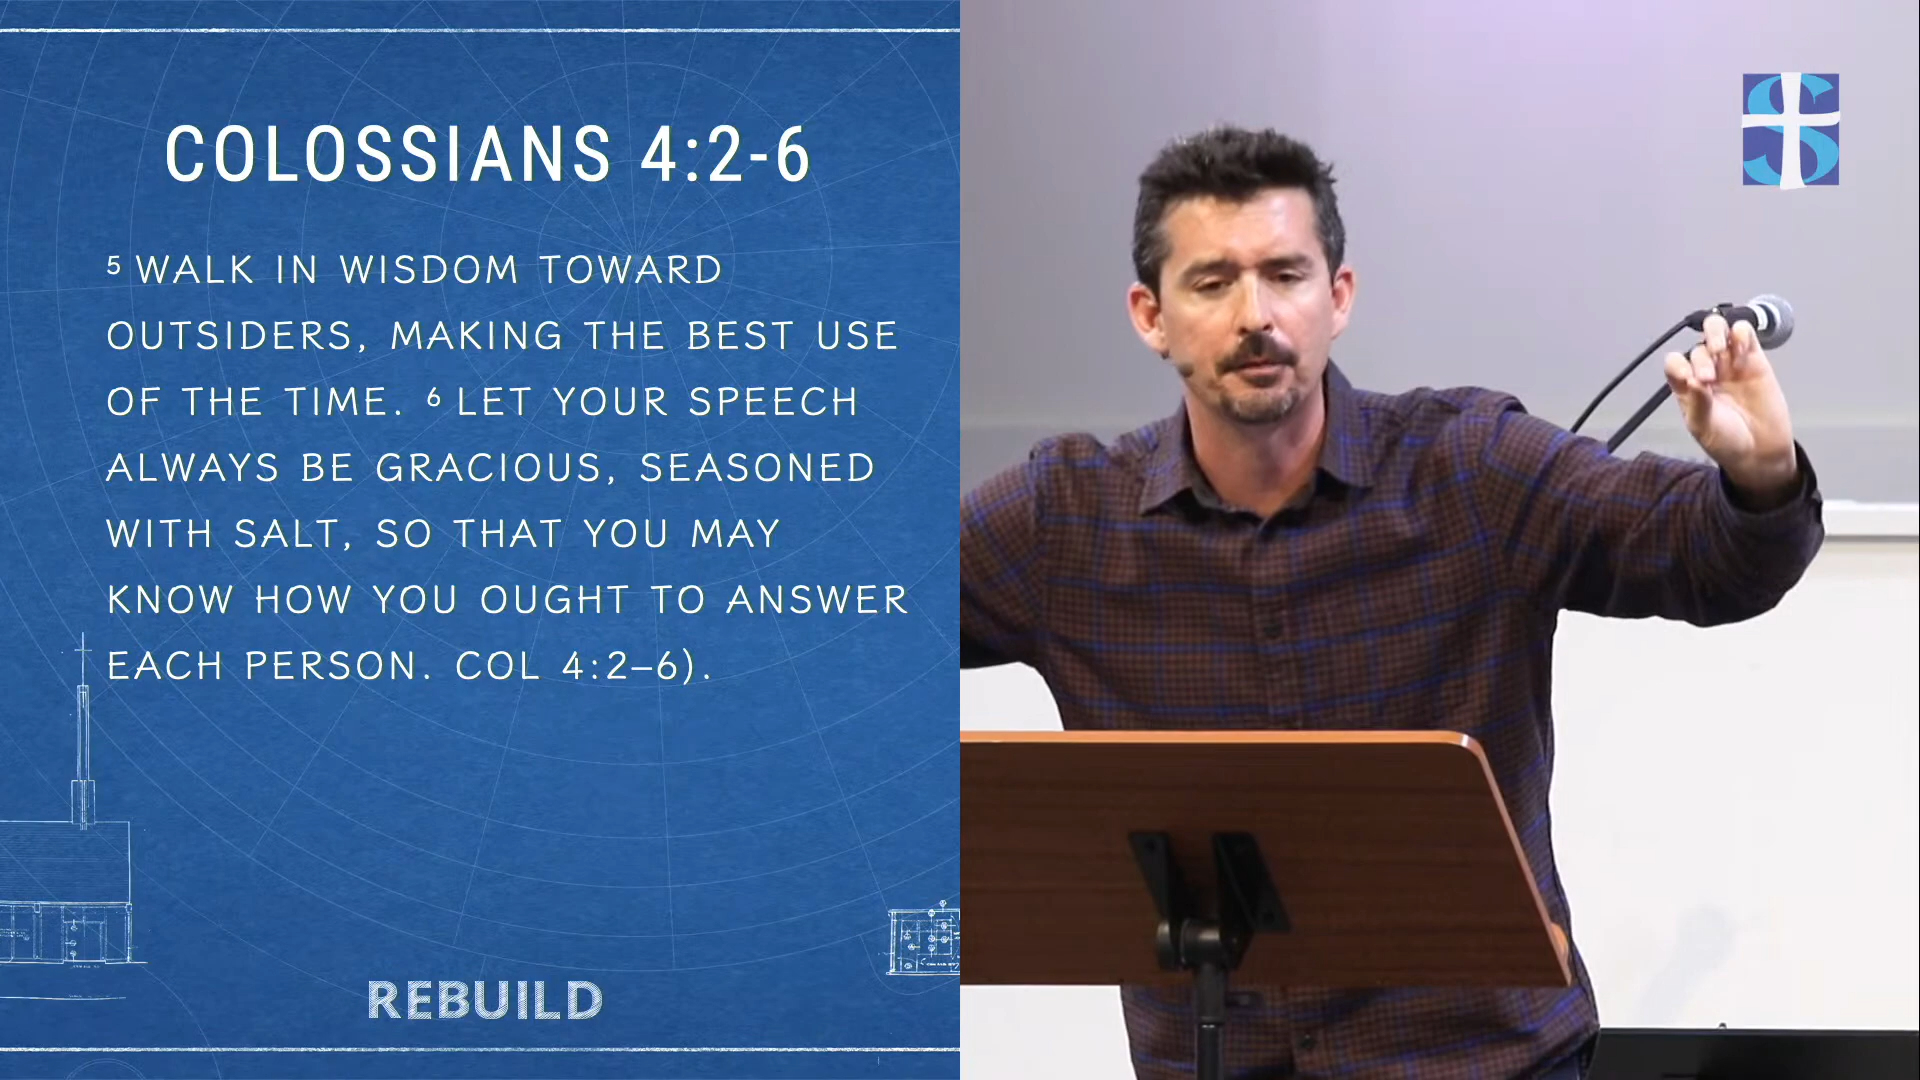 COLOSSIANS 4:2-6
⁵ WALK IN WISDOM TOWARD
OUTSIDERS, MAKING THE BEST USE
OF THE TIME. ⁶ LET YOUR SPEECH
ALWAYS BE GRACIOUS, SEASONED
WITH SALT, SO THAT YOU MAY
KNOW HOW YOU OUGHT TO ANSWER
EACH PERSON. COL 4:2–6).
REBUILD
S